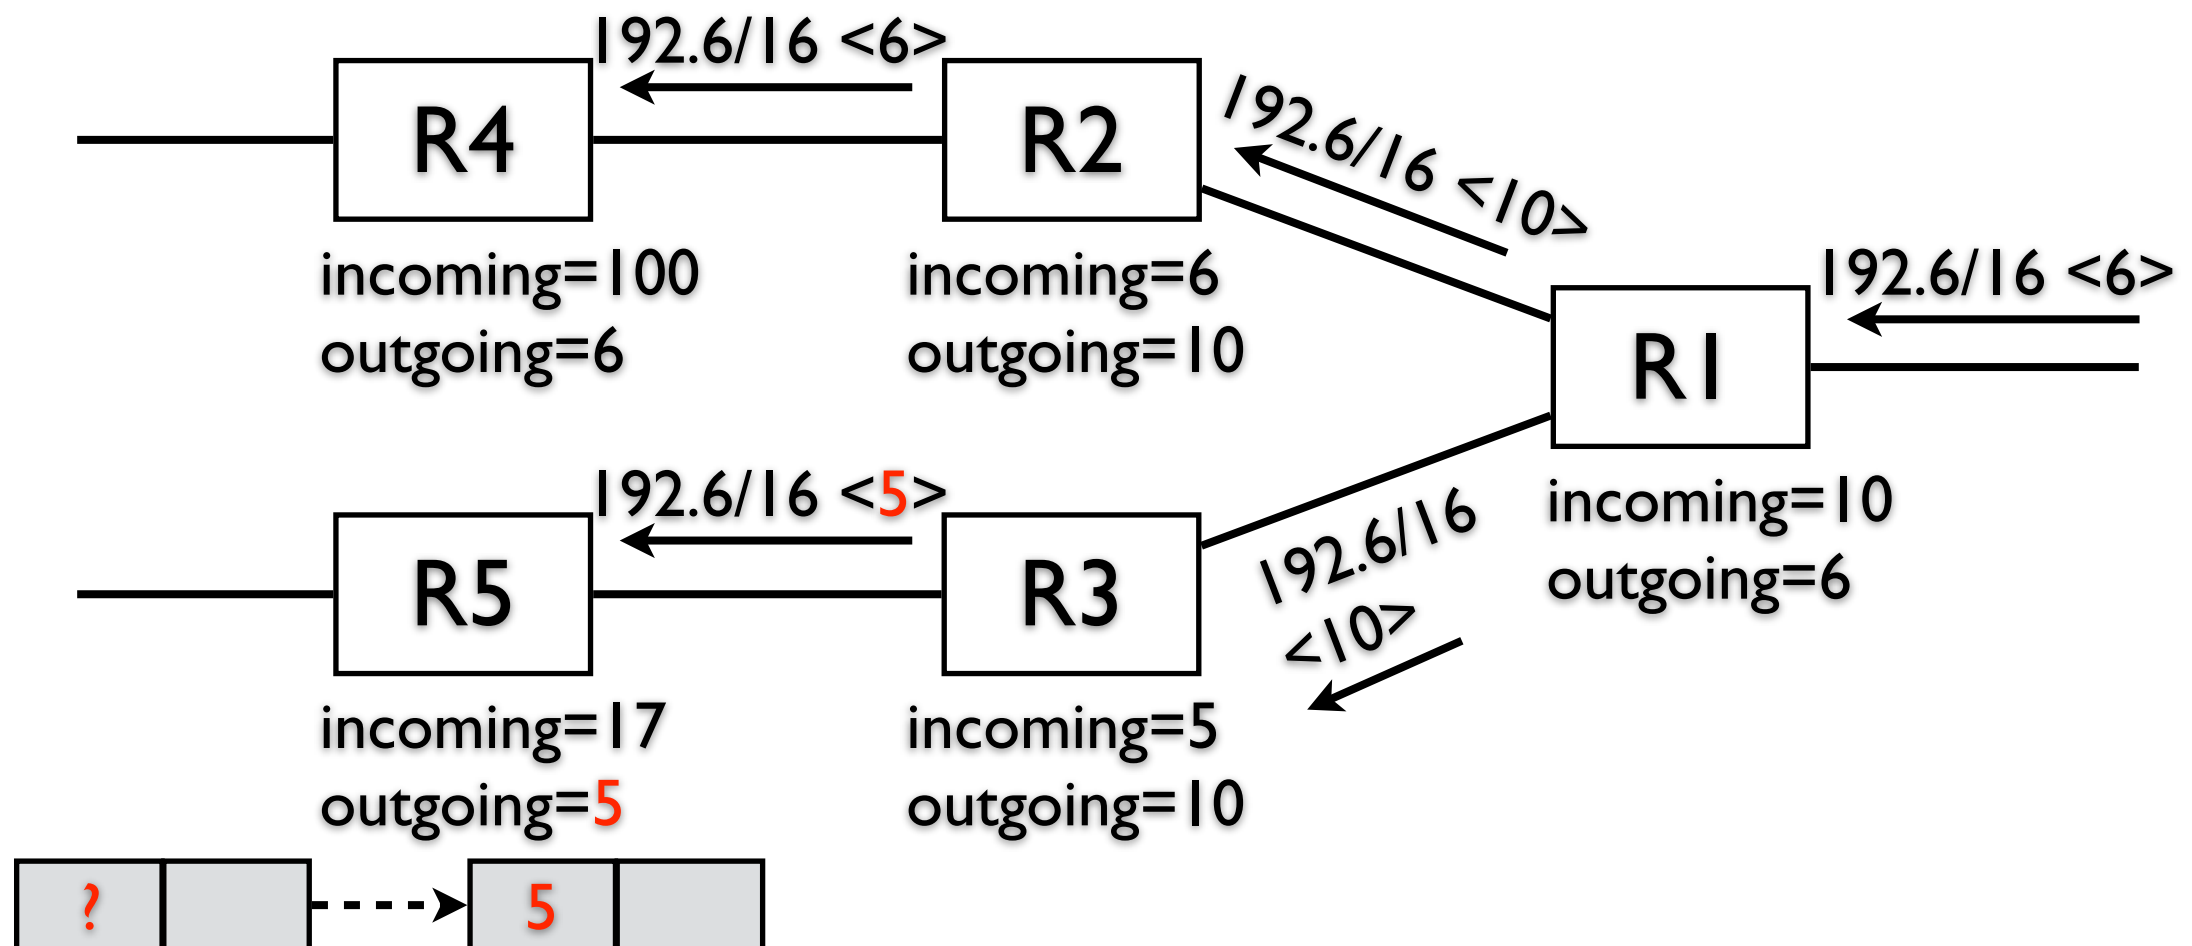 192.6/16 <6>
R4
R2
192.6/16 <10>
incoming=100
outgoing=6
incoming=6
outgoing=10
192.6/16 <6>
R1
incoming=10
outgoing=6
192.6/16 <5>
R5
R3
192.6/16
<10>
incoming=17
outgoing=5
incoming=5
outgoing=10
?
5